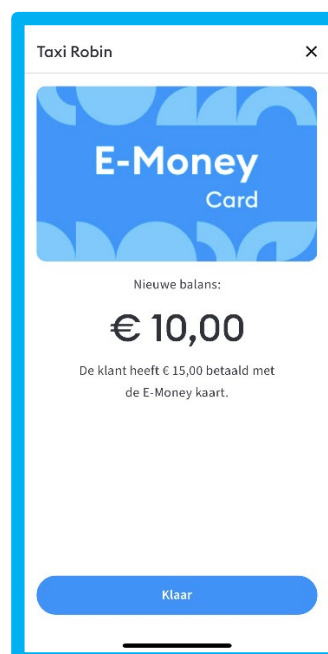 Taxi Robin
E-Money
Card
Nieuwe balans:
€ 10,00
De klant heeft € 15,00 betaald met
de E-Money kaart.
Klaar